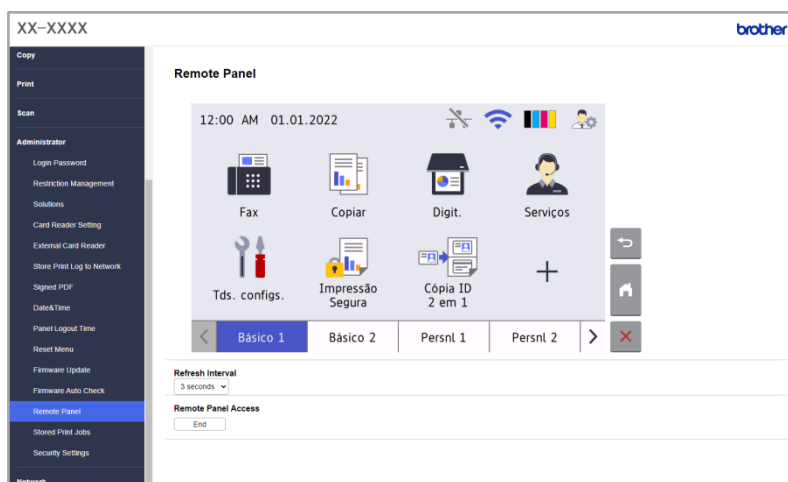 XX-XXXX
brother
Copy
Print
Scan
Administrator
Login Password
Restriction Management
Solutions
Card Reader Setting
External Card Reader
Store Print Log to Network
Signed PDF
Date&Time
Panel Logout Time
Reset Menu
Firmware Update
Firmware Auto Check
Remote Panel
Stored Print Jobs
Security Settings
Network
Remote Panel
12:00 AM 01.01.2022
Fax
Copiar
Digit.
Serviços
Tds. configs.
Impressão
Segura
Cópia ID
2 em 1
Básico 1
Básico 2
Persnl 1
Persnl 2
Refresh Interval
3 seconds
Remote Panel Access
End